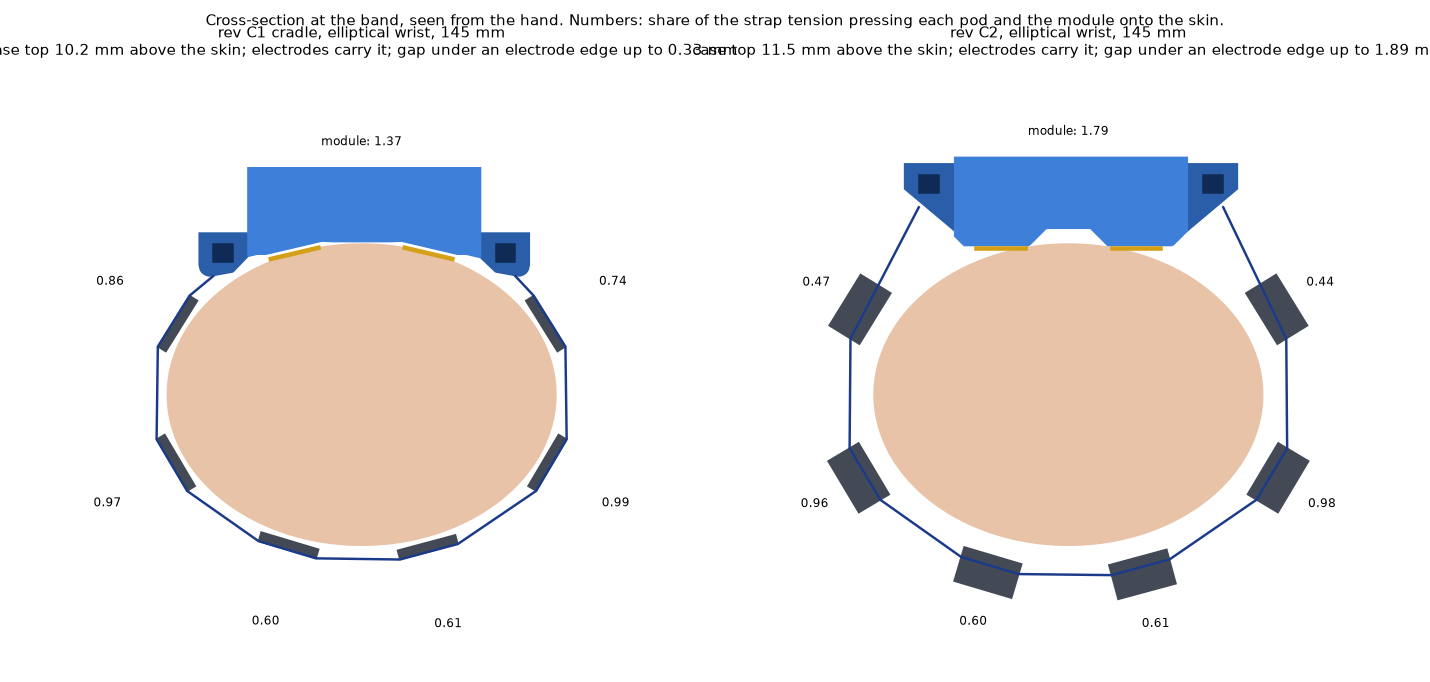 Cross-section at the band, seen from the hand. Numbers: share of the strap tension pressing each pod and the module onto the skin.
rev C1 cradle, elliptic wrist, 145 mm
rev C2, elliptic wrist, 145 mm
top 10.2 mm above the skin; electrodes carry it; gap under an electrode edge up to
top 11.5 mm above the skin; electrodes carry it; gap under an electrode edge up to 1.89 m
module: 1.37
module: 1.79
0.86
0.74
0.47
0.44
0.97
0.99
0.96
0.98
0.60
0.61
0.60
0.61